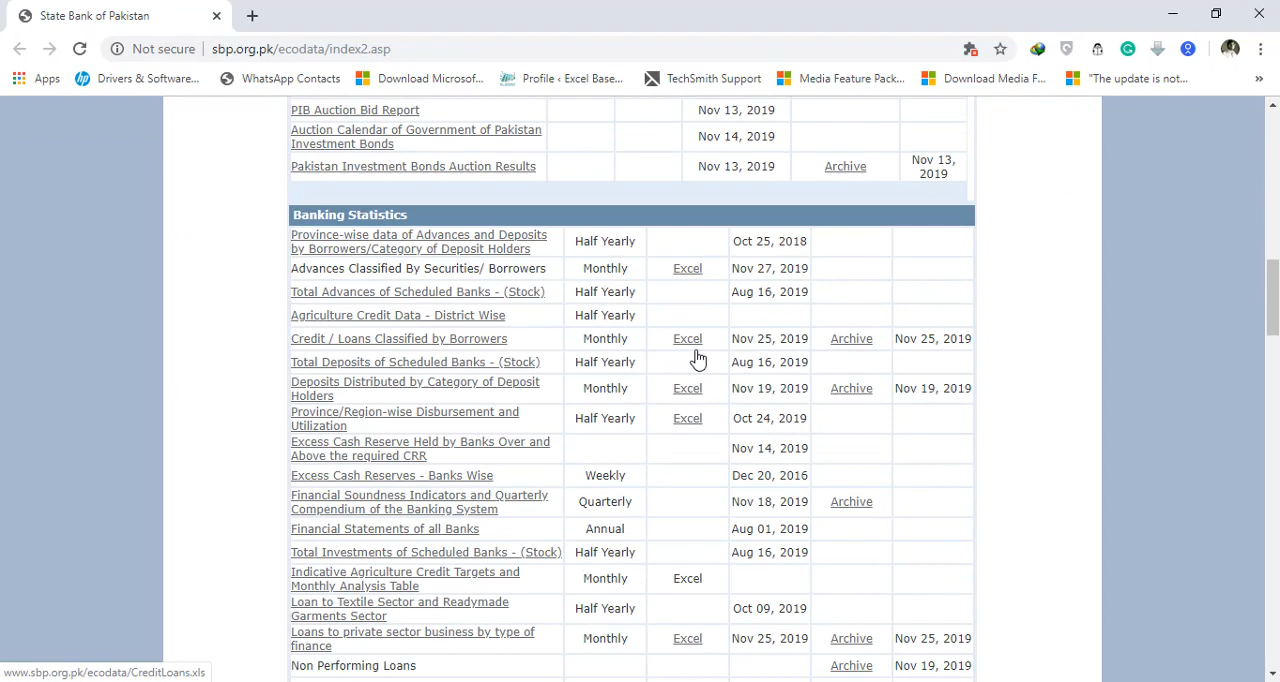 State Bank of Pakistan
Not secure sbp.org.pk/ecodata/index2.asp
Apps Drivers & Software... WhatsApp Contacts Download Microsof... Profile ‹ Excel Base... TechSmith Support Media Feature Pack... Download Media F... "The update is not... »
PIB Auction Bid Report Nov 13, 2019
Auction Calendar of Government of Pakistan
Investment Bonds Nov 14, 2019
Pakistan Investment Bonds Auction Results Nov 13, 2019 Archive Nov 13,
2019
Banking Statistics
Province-wise data of Advances and Deposits
by Borrowers/Category of Deposit Holders Half Yearly Oct 25, 2018
Advances Classified By Securities/ Borrowers Monthly Excel Nov 27, 2019
Total Advances of Scheduled Banks - (Stock) Half Yearly Aug 16, 2019
Agriculture Credit Data - District Wise Half Yearly
Credit / Loans Classified by Borrowers Monthly Excel Nov 25, 2019 Archive Nov 25, 2019
Total Deposits of Scheduled Banks - (Stock) Half Yearly Aug 16, 2019
Deposits Distributed by Category of Deposit
Holders Monthly Excel Nov 19, 2019 Archive Nov 19, 2019
Province/Region-wise Disbursement and
Utilization Half Yearly Excel Oct 24, 2019
Excess Cash Reserve Held by Banks Over and
Above the required CRR Nov 14, 2019
Excess Cash Reserves - Banks Wise Weekly Dec 20, 2016
Financial Soundness Indicators and Quarterly
Compendium of the Banking System Quarterly Nov 18, 2019 Archive
Financial Statements of all Banks Annual Aug 01, 2019
Total Investments of Scheduled Banks - (Stock) Half Yearly Aug 16, 2019
Indicative Agriculture Credit Targets and
Monthly Analysis Table Monthly Excel
Loan to Textile Sector and Readymade
Garments Sector Half Yearly Oct 09, 2019
Loans to private sector business by type of
finance Monthly Excel Nov 25, 2019 Archive Nov 25, 2019
Non Performing Loans Archive Nov 19, 2019
www.sbp.org.pk/ecodata/CreditLoans.xls